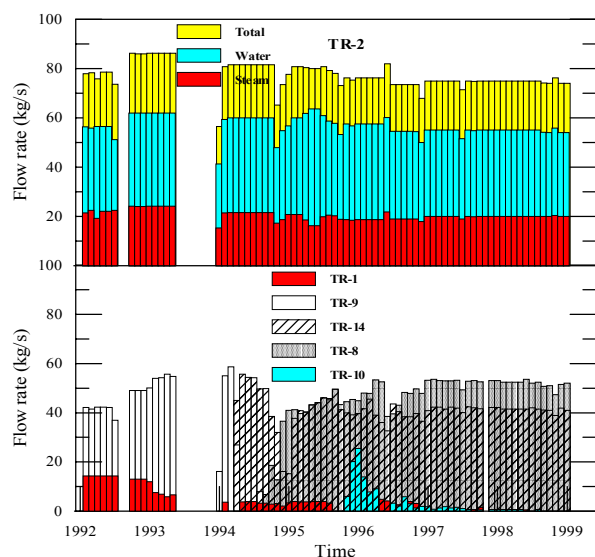 100
Total
Water
Steam
TR-2
80
60
40
20
Flow rate (kg/s)
100
TR-1
TR-9
TR-14
TR-8
TR-10
80
60
40
20
0
Flow rate (kg/s)
1992 1993 1994 1995 1996 1997 1998 1999
Time